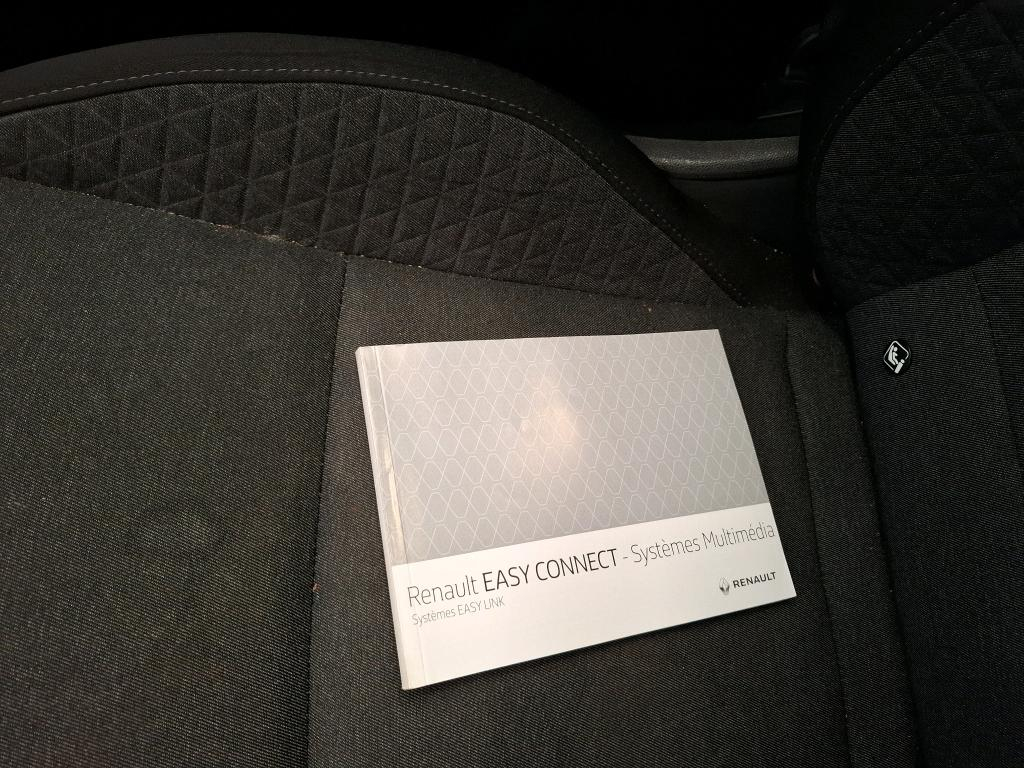 Renault EASY CONNECT - Systèmes Multimédia
Systèmes EASY LINK
RENAULT